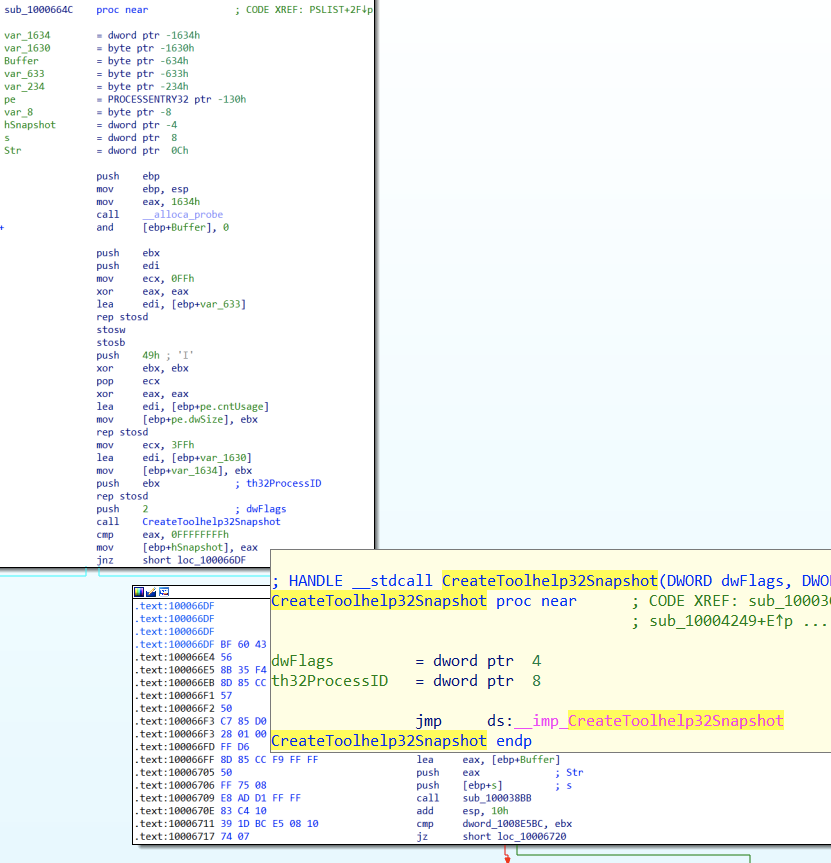 sub_1000664C proc near ; CODE XREF: PSLIST+2F↓p
var_1634 = dword ptr -1634h
var_1630 = byte ptr -1630h
Buffer = byte ptr -634h
var_633 = byte ptr -633h
var_234 = byte ptr -234h
pe = PROCESSENTRY32 ptr -130h
var_8 = byte ptr -8
hSnapshot = dword ptr -4
s = dword ptr 8
Str = dword ptr 0Ch
push ebp
mov ebp, esp
mov eax, 1634h
call __alloca_probe
+ and [ebp+Buffer], 0
push ebx
push edi
mov ecx, 0FFh
xor eax, eax
lea edi, [ebp+var_633]
rep stosd
stosw
stosb
push 49h ; 'I'
xor ebx, ebx
pop ecx
xor eax, eax
lea edi, [ebp+pe.cntUsage]
mov [ebp+pe.dwSize], ebx
rep stosd
mov ecx, 3FFh
lea edi, [ebp+var_1630]
mov [ebp+var_1634], ebx
push ebx ; th32ProcessID
rep stosd
push 2 ; dwFlags
call CreateToolhelp32Snapshot
cmp eax, 0FFFFFFFFh
mov [ebp+hSnapshot], eax
jnz short loc_100066DF
; HANDLE __stdcall CreateToolhelp32Snapshot(DWORD dwFlags, DWO
CreateToolhelp32Snapshot proc near ; CODE XREF: sub_10003
; sub_10004249+E↑p ...
dwFlags = dword ptr 4
th32ProcessID = dword ptr 8
jmp ds:__imp_CreateToolhelp32Snapshot
CreateToolhelp32Snapshot endp
.text:100066DF
.text:100066DF
.text:100066DF
.text:100066DF BF 60 43
.text:100066E4 56
.text:100066E5 8B 35 F4
.text:100066EB 8D 85 CC
.text:100066F1 57
.text:100066F2 50
.text:100066F3 C7 85 D0
.text:100066F3 28 01 00
.text:100066FD FF D6
.text:100066FF 8D 85 CC F9 FF FF lea eax, [ebp+Buffer]
.text:10006705 50 push eax ; Str
.text:10006706 FF 75 08 push [ebp+s] ; s
.text:10006709 E8 AD D1 FF FF call sub_100038BB
.text:1000670E 83 C4 10 add esp, 10h
.text:10006711 39 1D BC E5 08 10 cmp dword_1008E5BC, ebx
.text:10006717 74 07 jz short loc_10006720